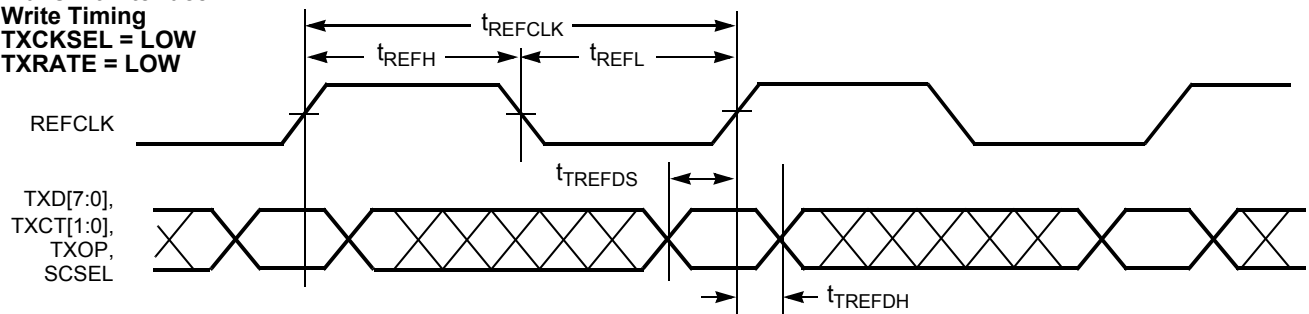 Write Timing
TXCKSEL = LOW
TXRATE = LOW
tREFCLK
tREFH
tREFL
REFCLK
tTREFDS
TXD[7:0],
TXCT[1:0],
TXOP,
SCSEL
tTREFDH